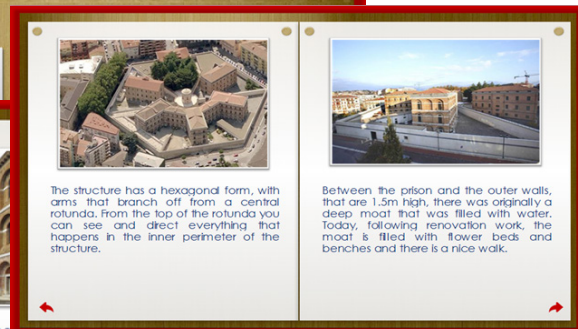 The structure has a hexagonal form, with
arms that branch off from a central
rotunda. From the top of the rotunda you
can see and direct everything that
happens in the inner perimeter of the
structure.
Between the prison and the outer walls,
that are 1.5m high, there was originally a
deep moat that was filled with water.
Today, following renovation work, the
moat is filled with flower beds and
benches and there is a nice walk.